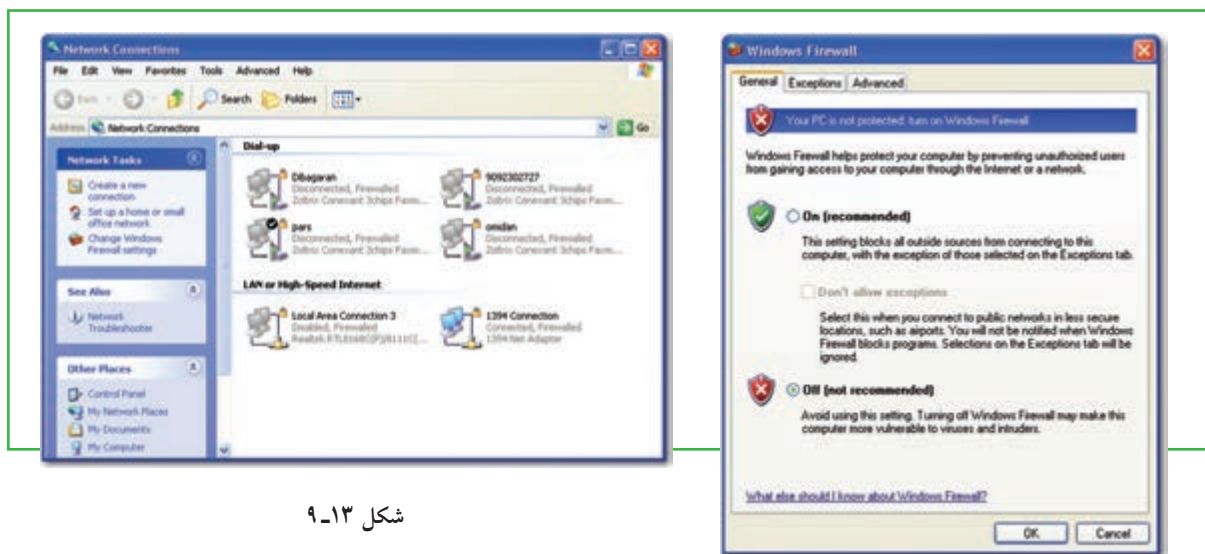 Network Connections
File Edit View Favorites Tools Advanced Help
Search Folders
Network Connections Go
Network Tasks
Create a new
connection
Set up a home or small
office network
Change Windows
Firewall settings
See Also
Network
Troubleshooter
Other Places
Control Panel
My Network Places
My Documents
My Computer
Dial-up
Dibagaran
Disconnected, Firewalled
9092302727
Disconnected, Firewalled
pars
Disconnected, Firewalled
omidan
Disconnected, Firewalled
LAN or High-Speed Internet
Local Area Connection 3
Disabled, Firewalled
1394 Connection
Connected, Firewalled
1394 Net Adapter
شکل ۱۳ـ۹
Windows Firewall
General Exceptions Advanced
Your PC is not protected: turn on Windows Firewall
Windows Firewall helps protect your computer by preventing unauthorized users
from gaining access to your computer through the Internet or a network.
On (recommended)
This setting blocks all outside sources from connecting to this
computer, with the exception of those selected on the Exceptions tab.
Don't allow exceptions
Select this when you connect to public networks in less secure
locations, such as airports. You will not be notified when Windows
Firewall blocks programs. Selections on the Exceptions tab will be
ignored.
Off (not recommended)
Avoid using this setting. Turning off Windows Firewall may make this
computer more vulnerable to viruses and intruders.
What else should I know about Windows Firewall?
OK Cancel